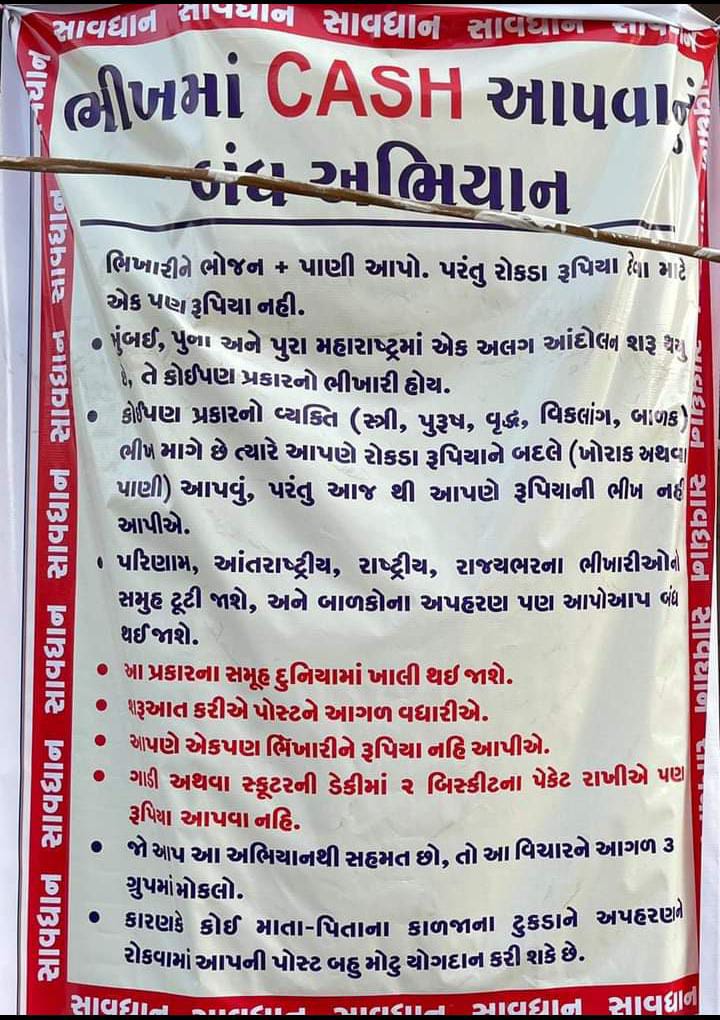 સાવધાન સાવધાન સાવધાન સાવધાન
ભીખમાં CASH આપવાનું
બંધ અભિયાન
ભિખારીને ભોજન + પાણી આપો. પરંતુ રોકડા રૂપિયા દેવા માટે
એક પણ રૂપિયા નહી.
• મુંબઈ, પુના અને પુરા મહારાષ્ટ્રમાં એક અલગ આંદોલન શરૂ થયુ
છે, તે કોઈપણ પ્રકારનો ભીખારી હોય.
• કોઈપણ પ્રકારનો વ્યક્તિ (સ્ત્રી, પુરૂષ, વૃદ્ધ, વિકલાંગ, બાળક)
ભીખ માગે છે ત્યારે આપણે રોકડા રૂપિયાને બદલે (ખોરાક અથવા
પાણી) આપવું, પરંતુ આજ થી આપણે રૂપિયાની ભીખ નહી
આપીએ.
• પરિણામ, આંતરાષ્ટ્રીય, રાષ્ટ્રીય, રાજયભરના ભીખારીઓનો
સમુહ ટૂટી જાશે, અને બાળકોના અપહરણ પણ આપોઆપ બંધ
થઈ જાશે.
• આ પ્રકારના સમૂહ દુનિયામાં ખાલી થઇ જાશે.
• શરૂઆત કરીએ પોસ્ટને આગળ વધારીએ.
• આપણે એકપણ ભિખારીને રૂપિયા નહિ આપીએ.
• ગાડી અથવા સ્કૂટરની ડેકીમાં ૨ બિસ્કીટના પેકેટ રાખીએ પણ
રૂપિયા આપવા નહિ.
• જો આપ આ અભિયાનથી સહમત છો, તો આ વિચારને આગળ ૩
ગ્રુપમાં મોકલો.
• કારણકે કોઈ માતા-પિતાના કાળજાના ટુકડાને અપહરણને
રોકવામાં આપની પોસ્ટ બહુ મોટુ યોગદાન કરી શકે છે.
સાવધાન સાવધાન સાવધાન સાવધાન સાવધાન
સાવધાન સાવધાન સાવધાન
સાવધાન સાવધાન સાવધાન સાવધાન